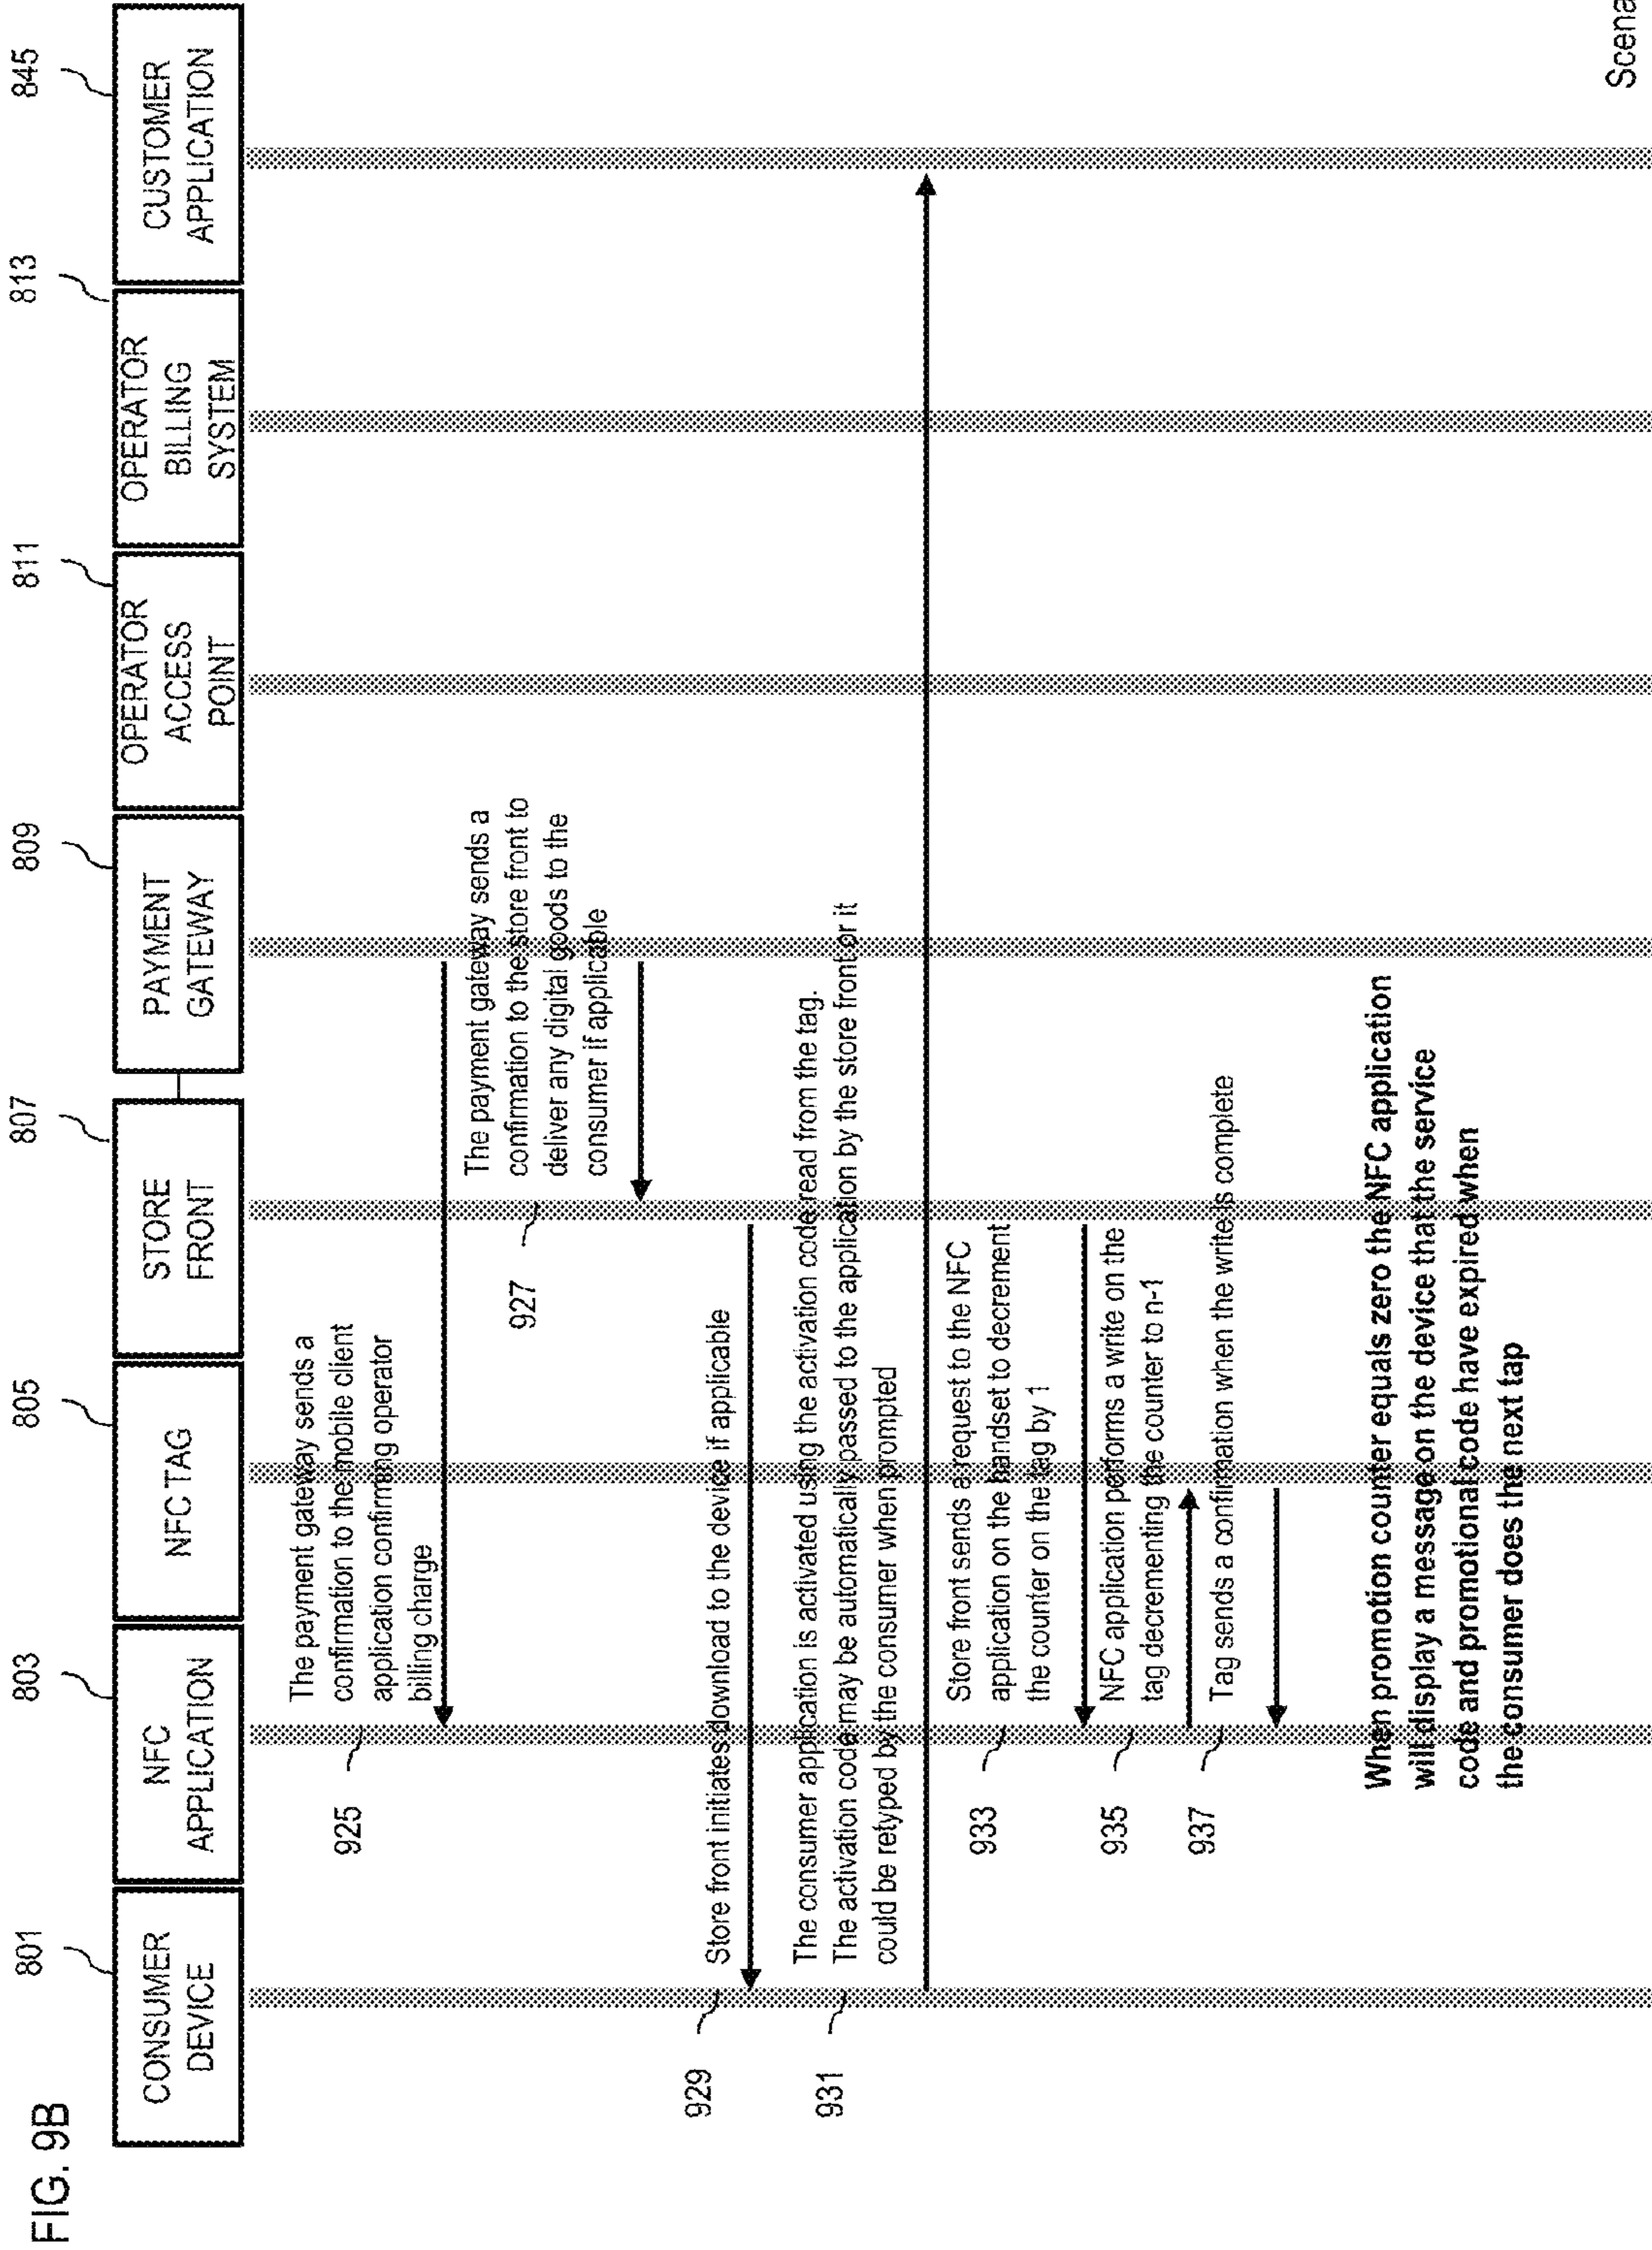 FIG. 9B
801
803
805
807
809
811
813
845
CONSUMER
DEVICE
NFC
APPLICATION
NFC TAG
STORE
FRONT
PAYMENT
GATEWAY
OPERATOR
ACCESS
POINT
OPERATOR
BILLING
SYSTEM
CUSTOMER
APPLICATION
925
The payment gateway sends a
confirmation to the mobile client
application confirming operator
billing charge
927
The payment gateway sends a
confirmation to the store front to
deliver any digital goods to the
consumer if applicable
929
Store front initiates download to the device if applicable
931
The consumer application is activated using the activation code read from the tag.
The activation code may be automatically passed to the application by the store front or it
could be retyped by the consumer when prompted
933
Store front sends a request to the NFC
application on the handset to decrement
the counter on the tag by 1
935
NFC application performs a write on the
tag decrementing the counter to n-1
937
Tag sends a confirmation when the write is complete
When promotion counter equals zero the NFC application
will display a message on the device that the service
code and promotional code have expired when
the consumer does the next tap
Scena